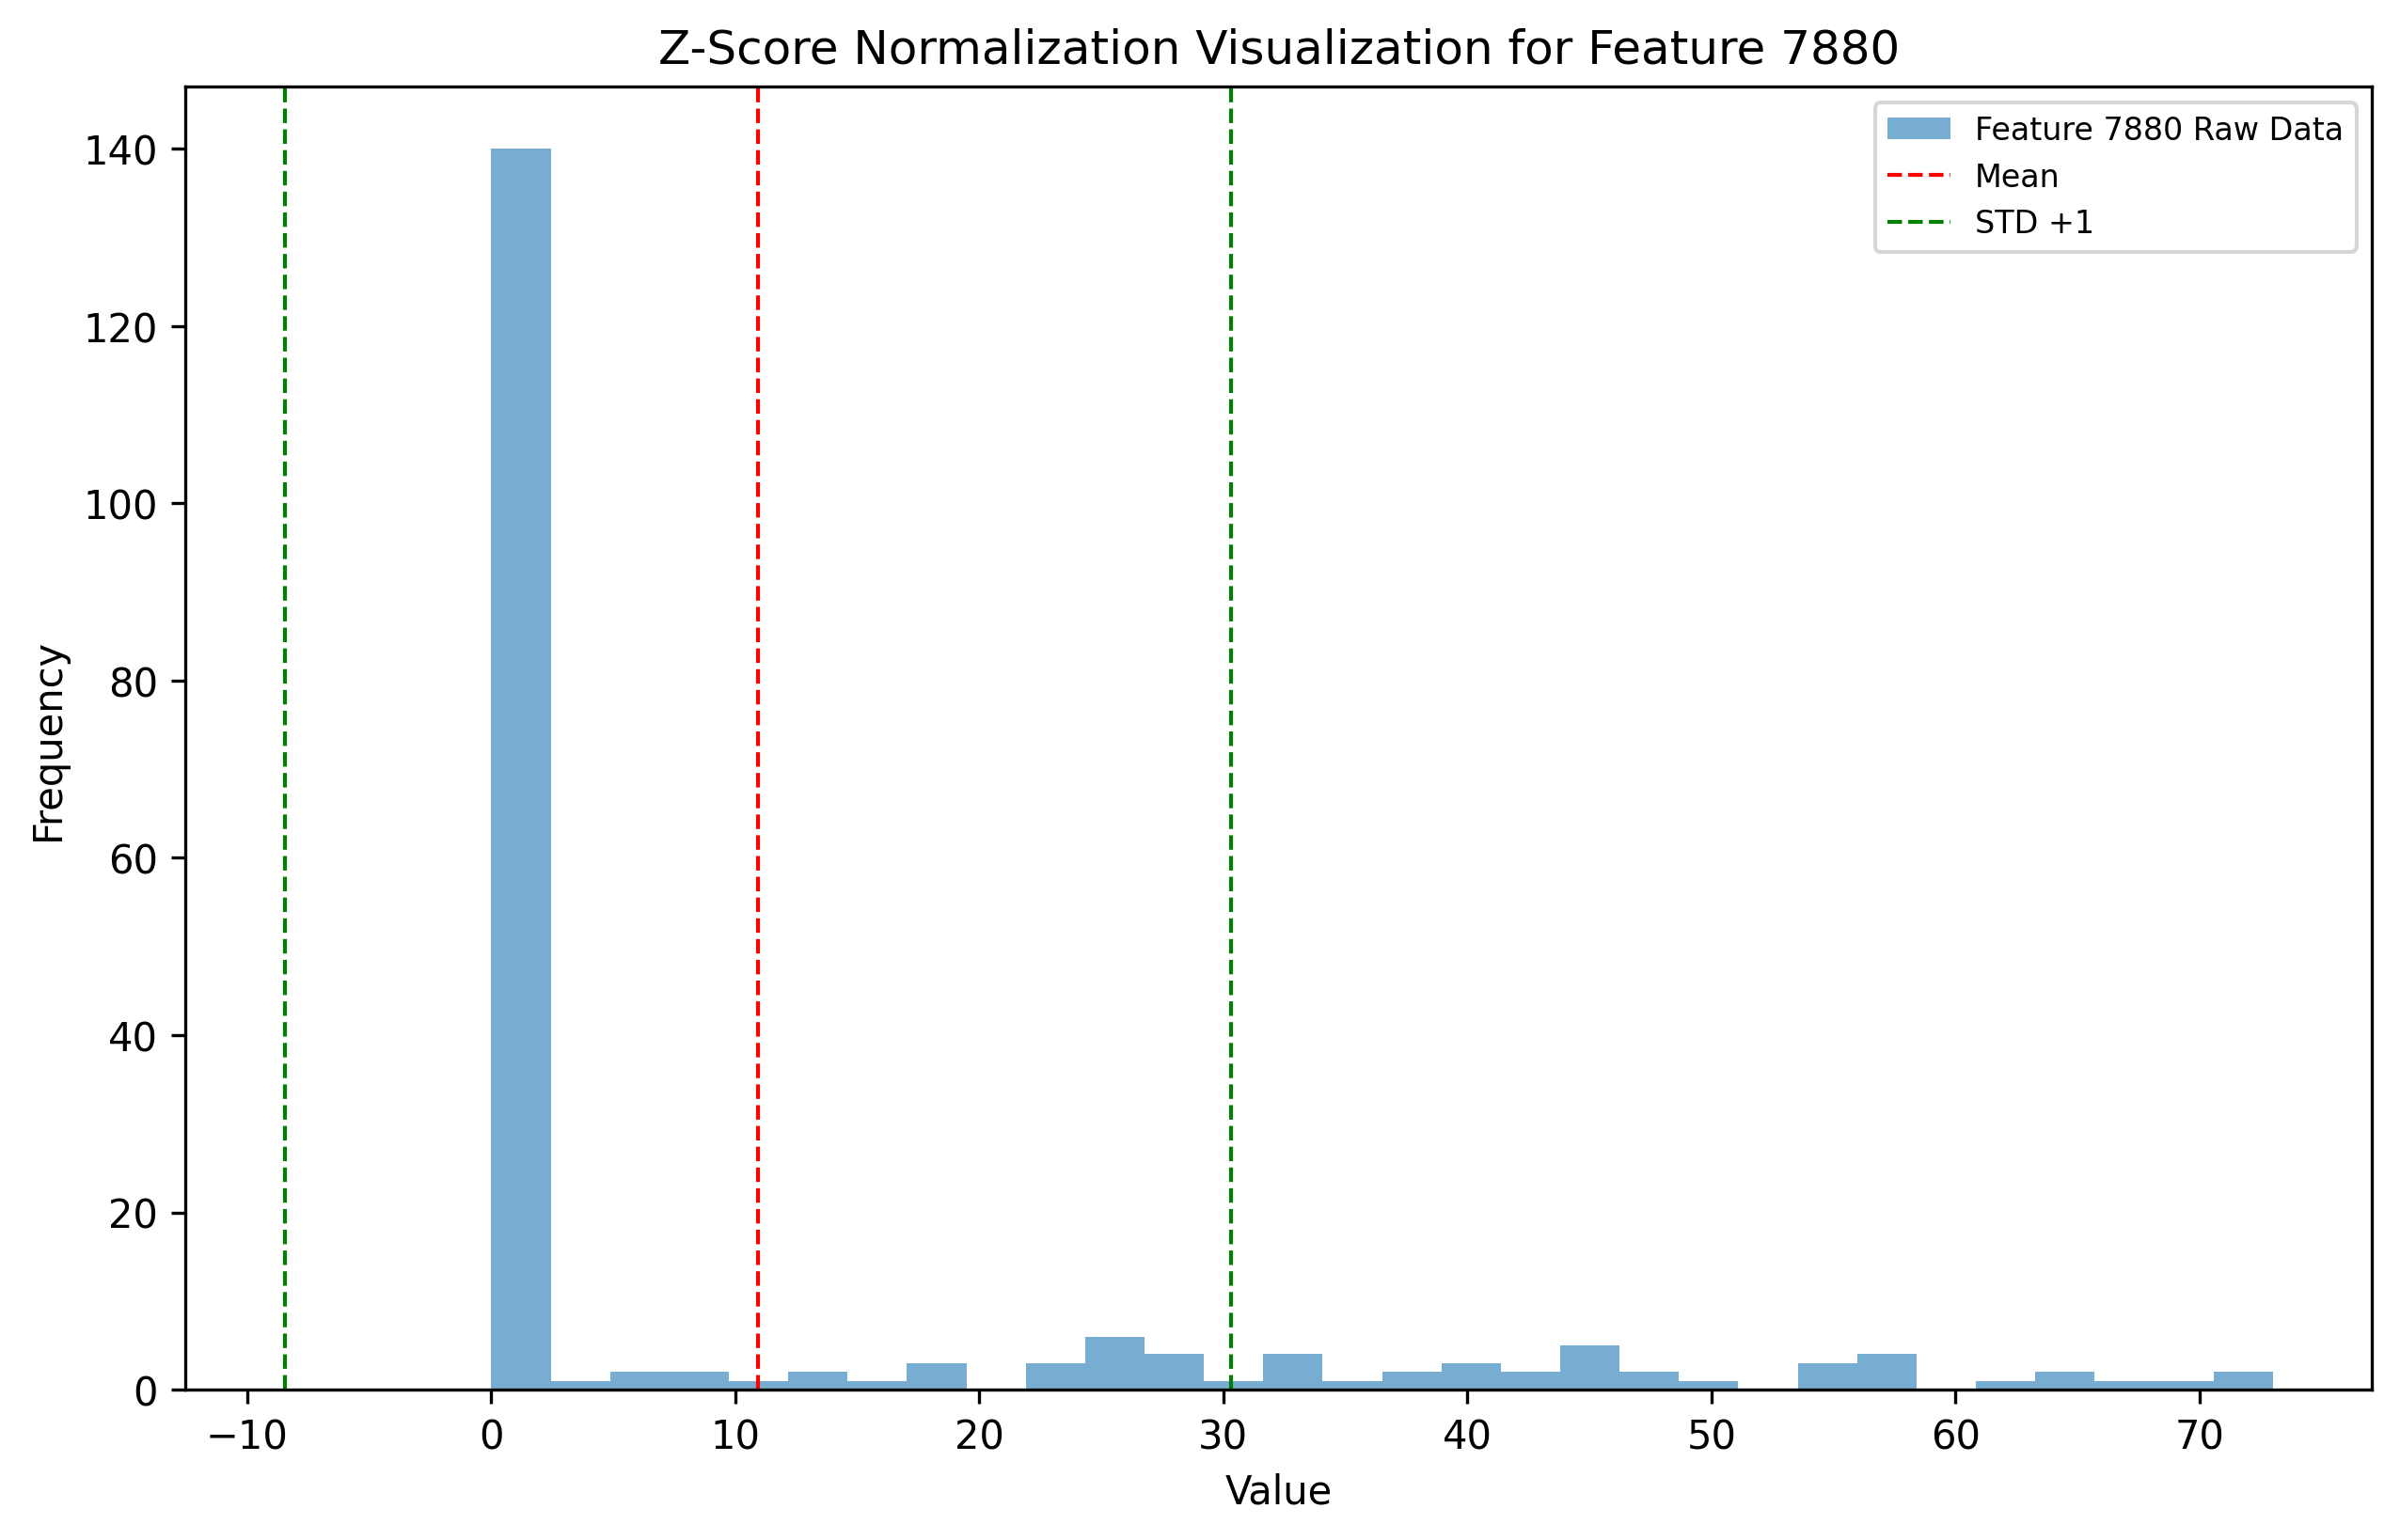 Z-Score Normalization Visualization for Feature 7880
Feature 7880 Raw Data
Mean
STD +1
140
120
100
80
60
40
20
0
Frequency
−10 0 10 20 30 40 50 60 70
Value